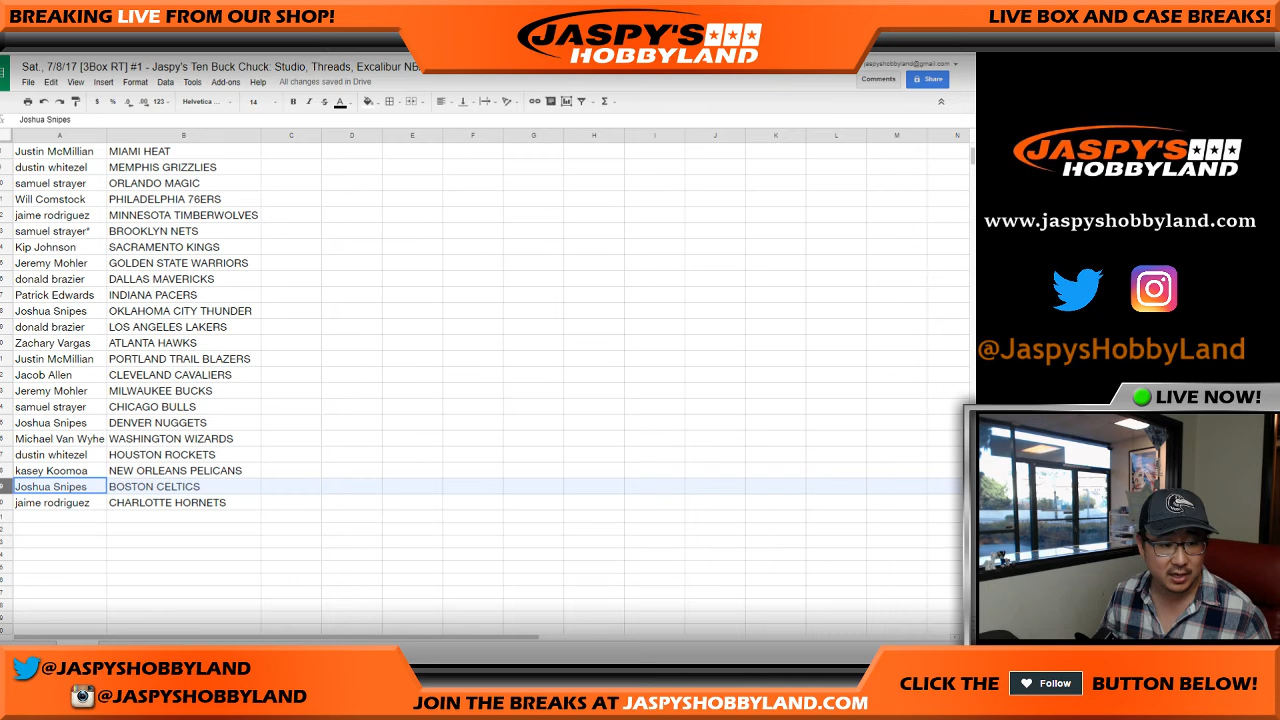 BREAKING LIVE FROM OUR SHOP!
JASPY'S
HOBBYLAND
LIVE BOX AND CASE BREAKS!
Sat., 7/8/17 [3Box RT] #1 - Jaspy's Ten Buck Chuck: Studio, Threads, Excalibur NB
jaspyshobbyland@gmail.com
File Edit View Insert Format Data Tools Add-ons Help All changes saved in Drive
Comments Share
$ % .0 .00 123 Helvetica ... 14 B I S A
Joshua Snipes
A B C D E F G H I J K L M N
Justin McMillian MIAMI HEAT
dustin whitezel MEMPHIS GRIZZLIES
samuel strayer ORLANDO MAGIC
Will Comstock PHILADELPHIA 76ERS
jaime rodriguez MINNESOTA TIMBERWOLVES
samuel strayer* BROOKLYN NETS
Kip Johnson SACRAMENTO KINGS
Jeremy Mohler GOLDEN STATE WARRIORS
donald brazier DALLAS MAVERICKS
Patrick Edwards INDIANA PACERS
Joshua Snipes OKLAHOMA CITY THUNDER
donald brazier LOS ANGELES LAKERS
Zachary Vargas ATLANTA HAWKS
Justin McMillian PORTLAND TRAIL BLAZERS
Jacob Allen CLEVELAND CAVALIERS
Jeremy Mohler MILWAUKEE BUCKS
samuel strayer CHICAGO BULLS
Joshua Snipes DENVER NUGGETS
Michael Van Wyhe WASHINGTON WIZARDS
dustin whitezel HOUSTON ROCKETS
kasey Koomoa NEW ORLEANS PELICANS
Joshua Snipes BOSTON CELTICS
jaime rodriguez CHARLOTTE HORNETS
JASPY'S
HOBBYLAND
www.jaspyshobbyland.com
@JaspysHobbyLand
LIVE NOW!
@JASPYSHOBBYLAND
@JASPYSHOBBYLAND
JOIN THE BREAKS AT JASPYSHOBBYLAND.COM
CLICK THE Follow BUTTON BELOW!